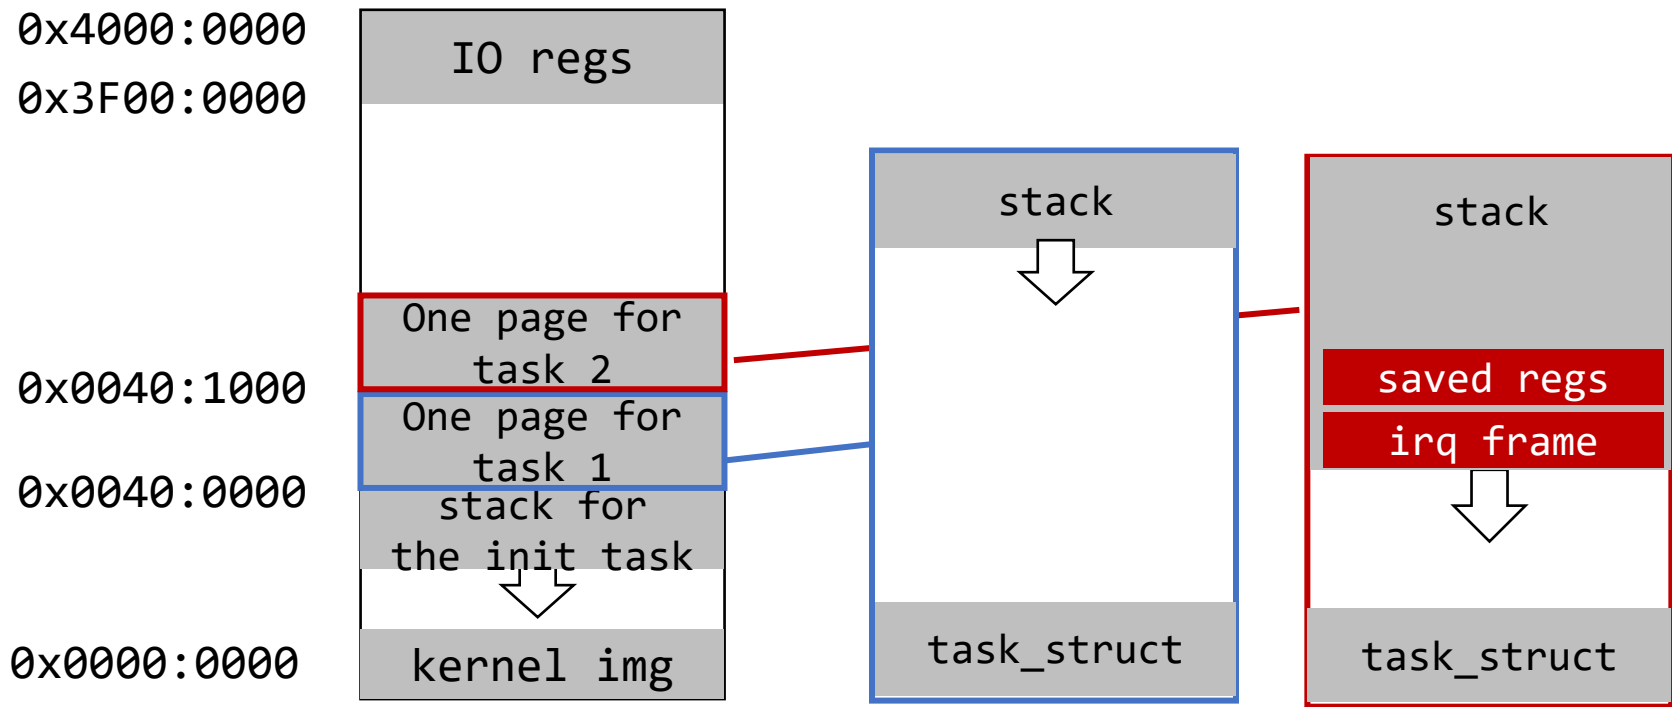 0x4000:0000
0x3F00:0000
0x0040:1000
0x0040:0000
0x0000:0000
IO regs
One page for
task 2
One page for
task 1
stack for
the init task
kernel img
stack
task_struct
stack
saved regs
irq frame
task_struct